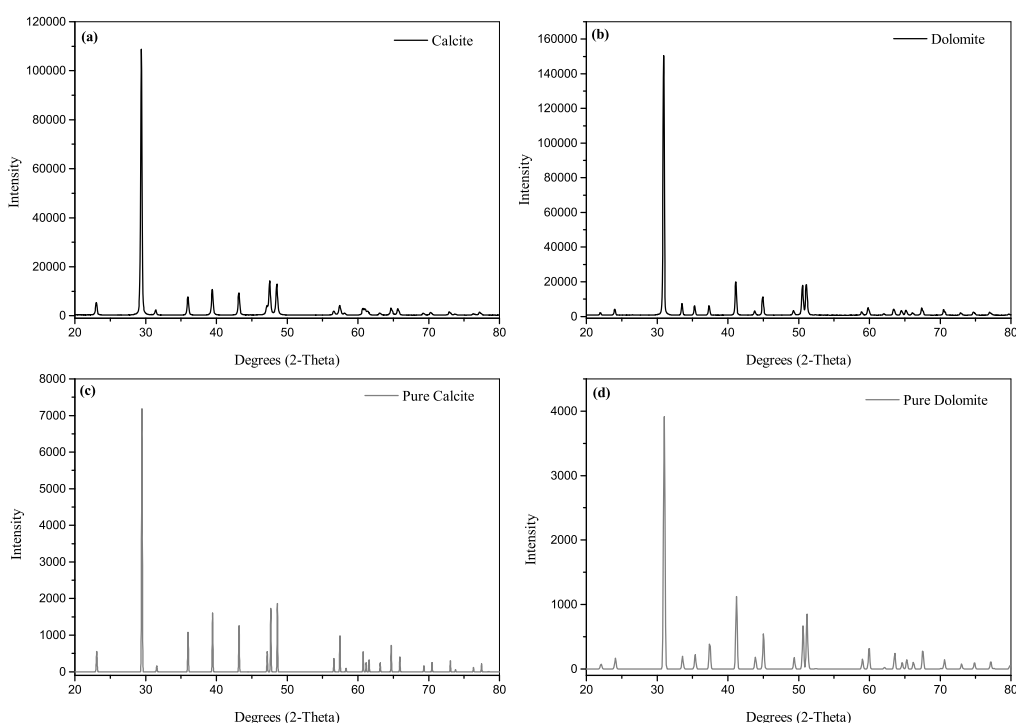 (a)
Calcite
120000
100000
80000
60000
40000
20000
0
Intensity
20 30 40 50 60 70 80
Degrees (2-Theta)
(b)
Dolomite
160000
140000
120000
100000
80000
60000
40000
20000
0
Intensity
20 30 40 50 60 70 80
Degrees (2-Theta)
(c)
Pure Calcite
8000
7000
6000
5000
4000
3000
2000
1000
0
Intensity
20 30 40 50 60 70 80
Degrees (2-Theta)
(d)
Pure Dolomite
4000
3000
2000
1000
0
Intensity
20 30 40 50 60 70 80
Degrees (2-Theta)